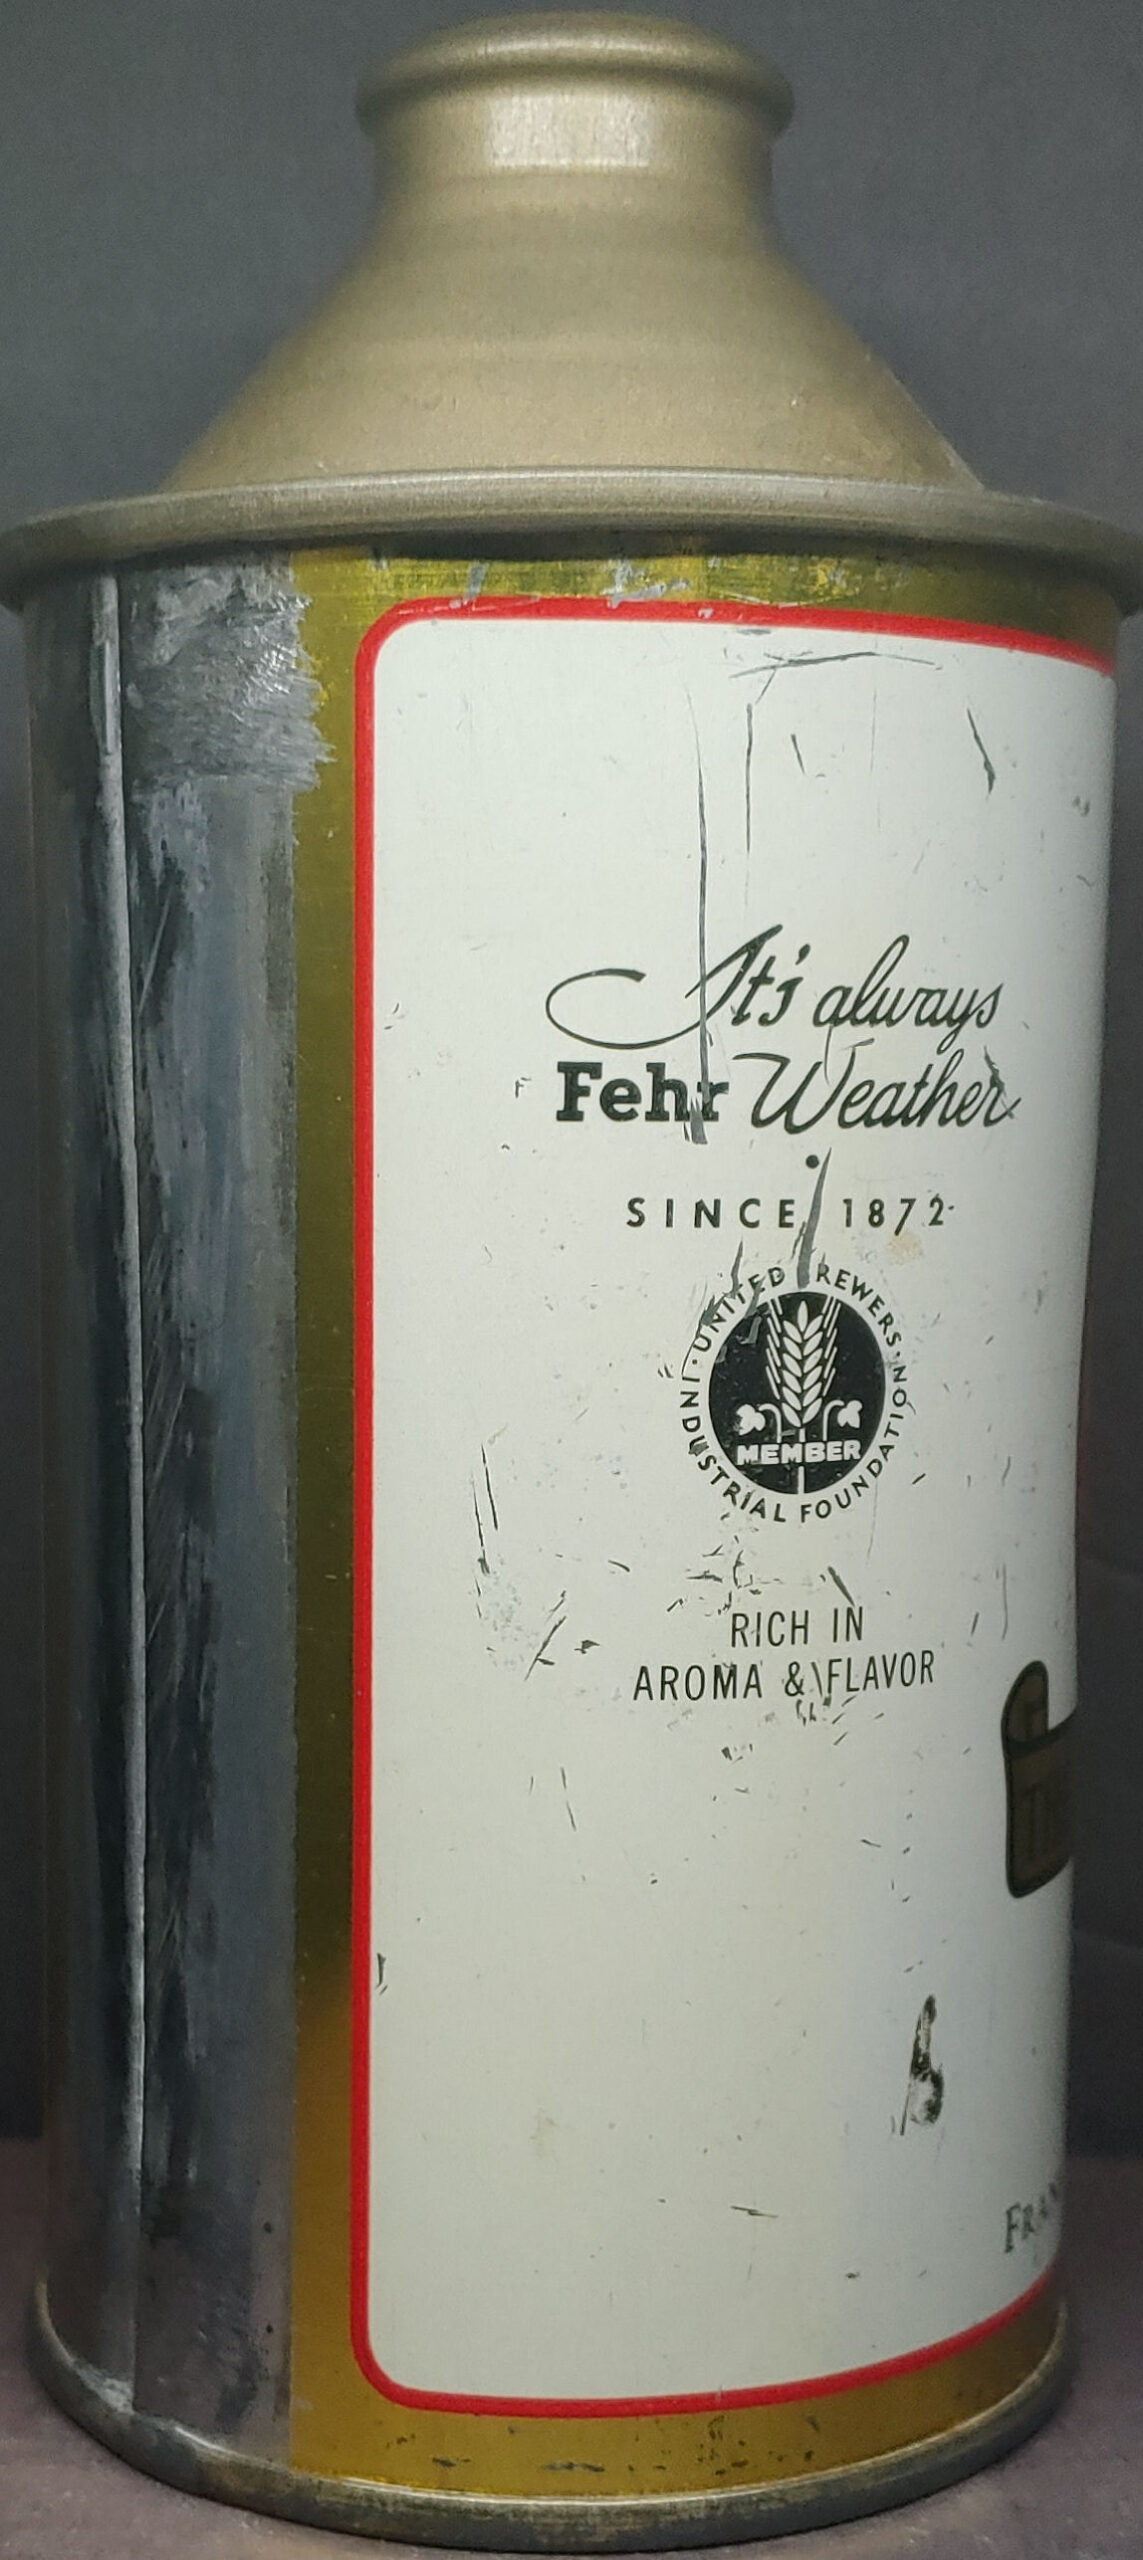 It's always
Fehr Weather
SINCE 1872
UNITED BREWERS · INDUSTRIAL FOUNDATION ·
MEMBER
RICH IN
AROMA & FLAVOR